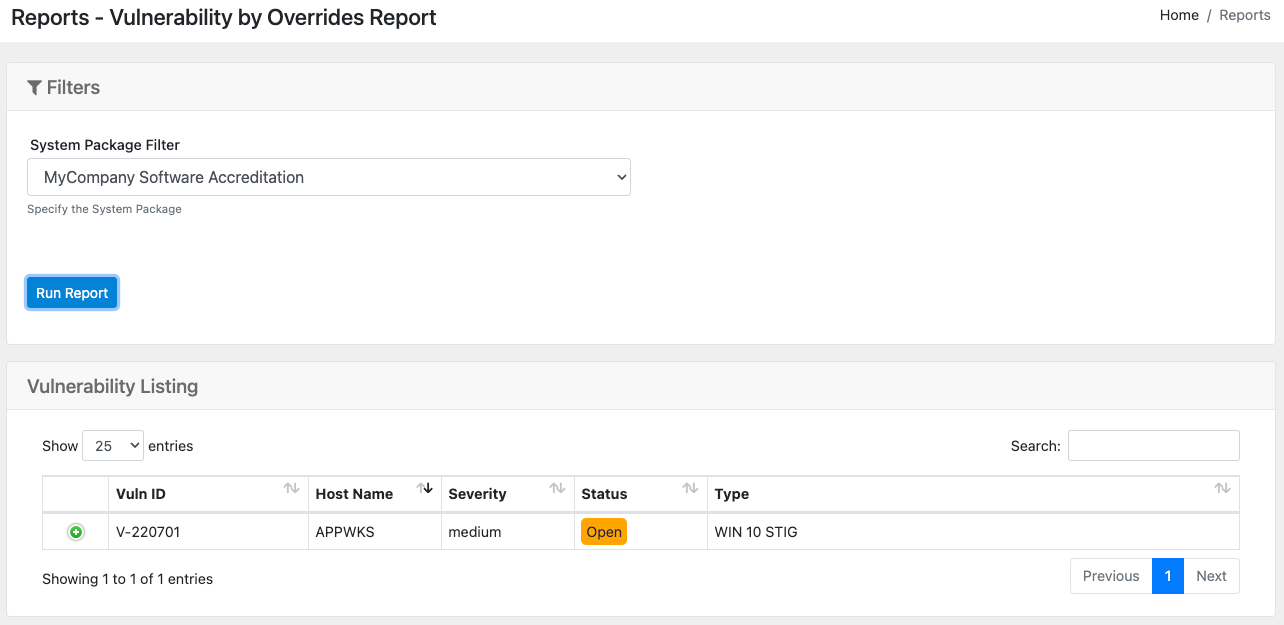 Reports - Vulnerability by Overrides Report
Home / Reports
Filters
System Package Filter
MyCompany Software Accreditation
Specify the System Package
Run Report
Vulnerability Listing
Show 25 entries
Search:
Vuln ID Host Name Severity Status Type
V-220701 APPWKS medium Open WIN 10 STIG
Showing 1 to 1 of 1 entries
Previous 1 Next